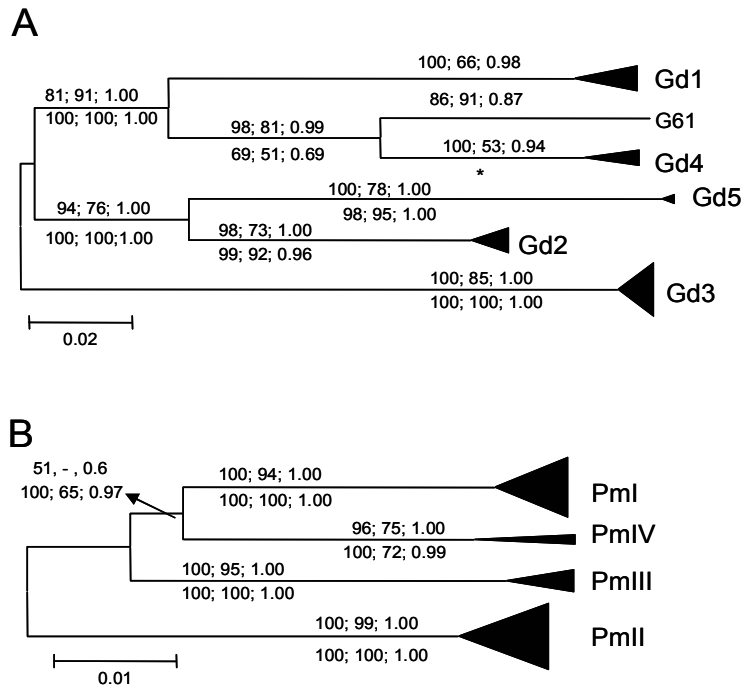 A
100; 66; 0.98
Gd1
81; 91; 1.00
100; 100; 1.00
86; 91; 0.87
G61
98; 81; 0.99
69; 51; 0.69
100; 53; 0.94
Gd4
*
100; 78; 1.00
Gd5
98; 95; 1.00
94; 76; 1.00
100; 100;1.00
98; 73; 1.00
99; 92; 0.96
Gd2
100; 85; 1.00
100; 100; 1.00
Gd3
0.02
B
51, - , 0.6
100; 65; 0.97
100; 94; 1.00
100; 100; 1.00
PmI
96; 75; 1.00
100; 72; 0.99
PmIV
100; 95; 1.00
100; 100; 1.00
PmIII
100; 99; 1.00
100; 100; 1.00
PmII
0.01